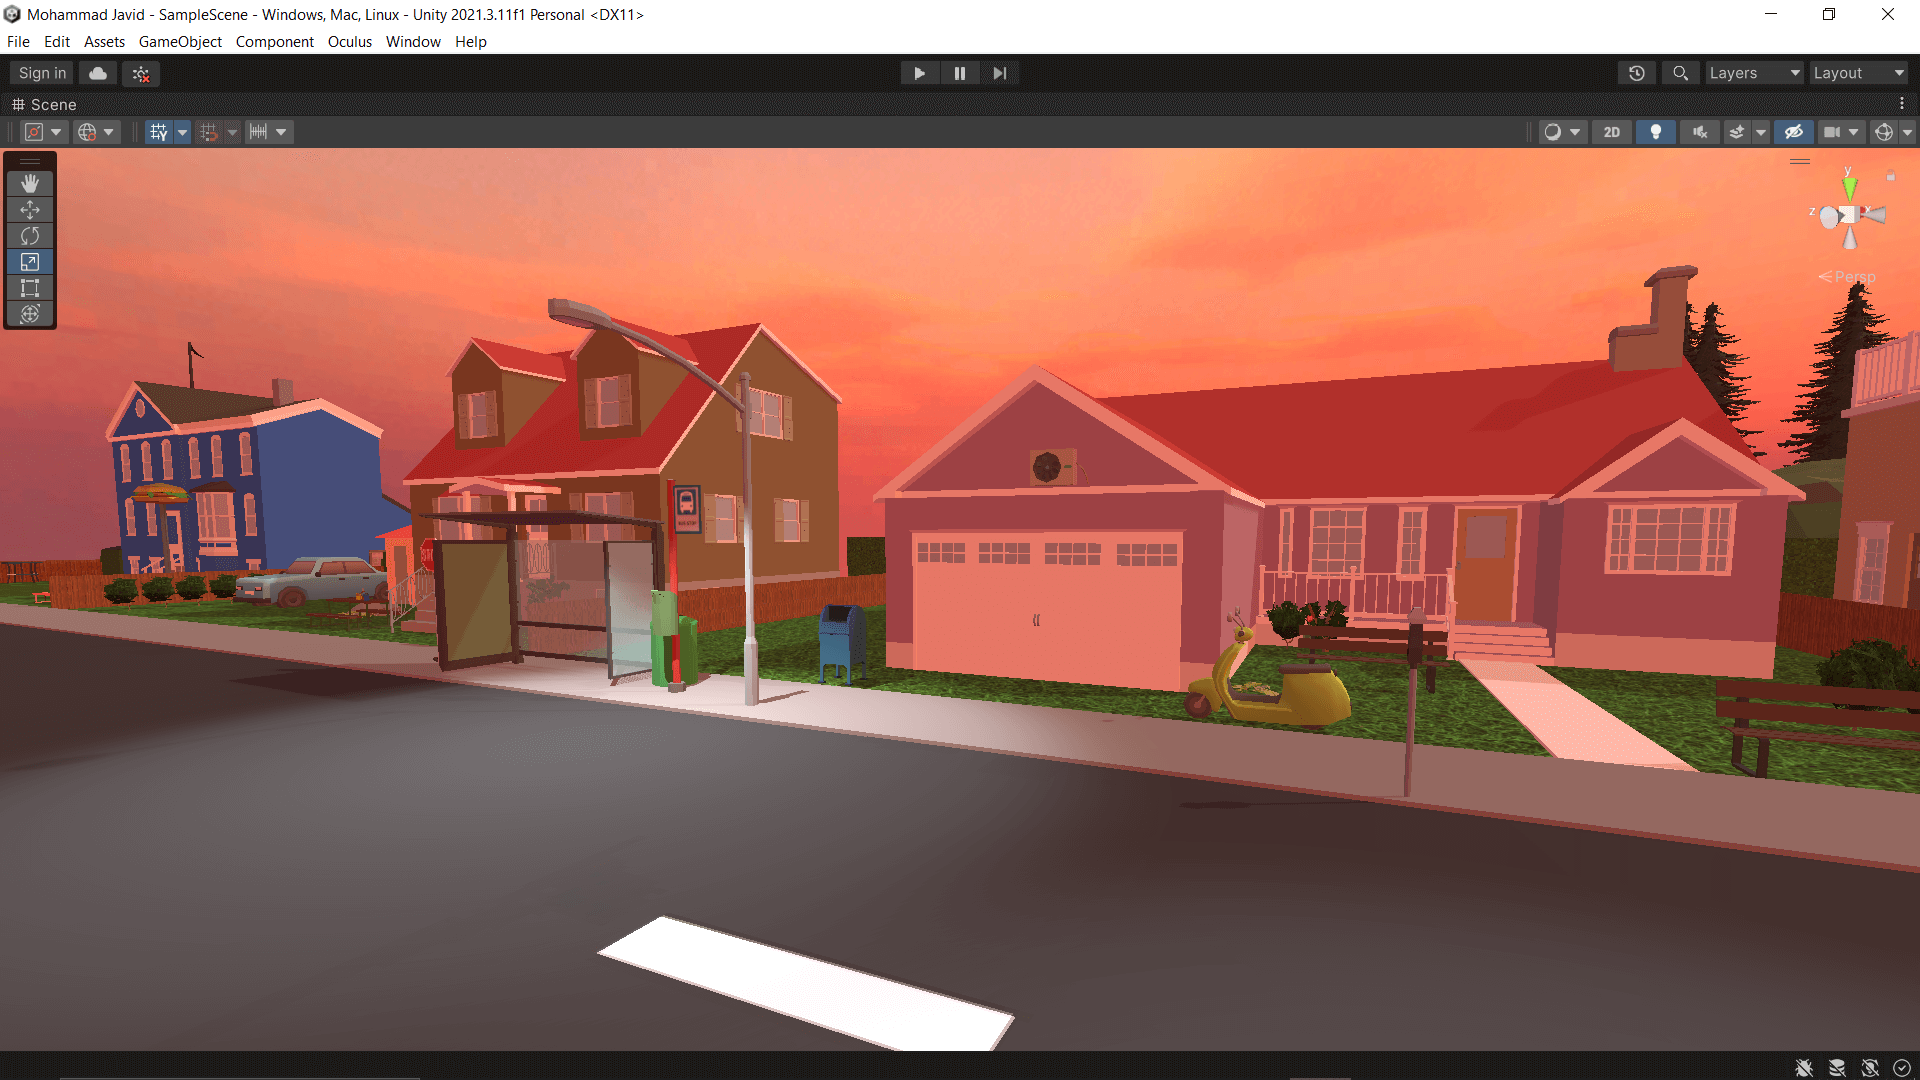 Mohammad Javid - SampleScene - Windows, Mac, Linux - Unity 2021.3.11f1 Personal <DX11>
File Edit Assets GameObject Component Oculus Window Help
Sign in Layers Layout
Scene
2D
y
z x
Persp